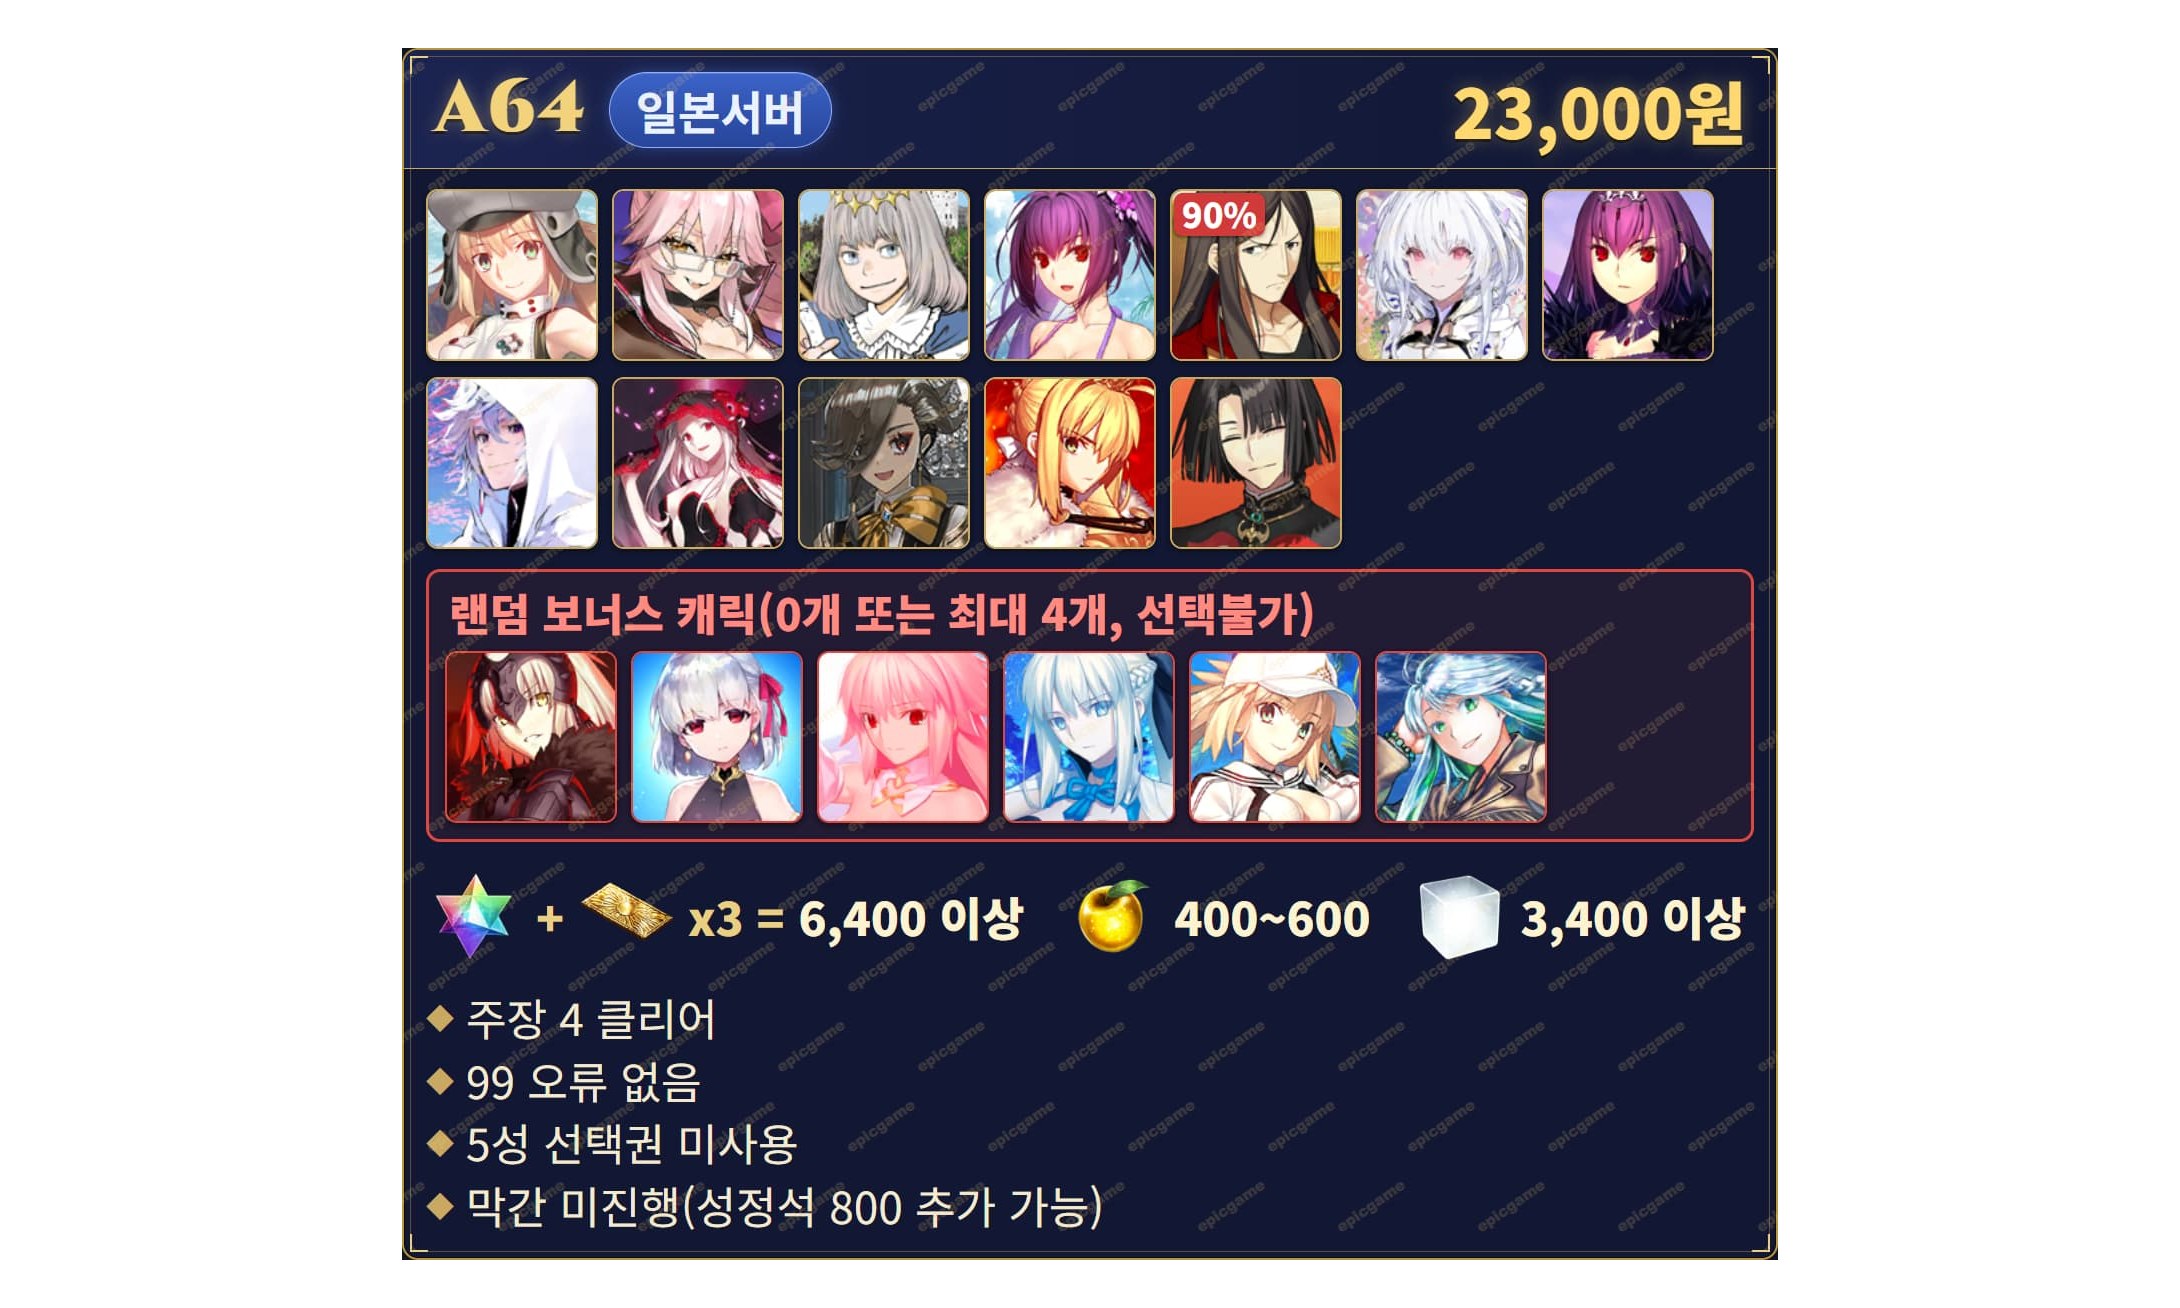 A64 일본서버 23,000원
90%
랜덤 보너스 캐릭(0개 또는 최대 4개, 선택불가)
+ x3 = 6,400 이상 400~600 3,400 이상
주장 4 클리어
99 오류 없음
5성 선택권 미사용
막간 미진행(성정석 800 추가 가능)
epicgame